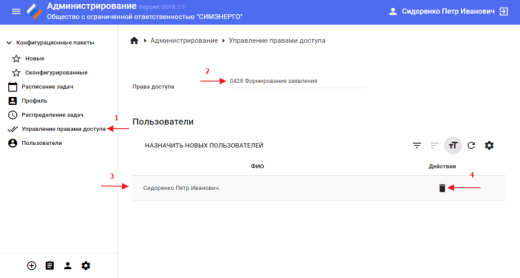 Администрирование Версия: 2018.1.1
Общество с ограниченной ответственностью "СИМЭНЕРГО"
Сидоренко Петр Иванович
Конфигурационные пакеты
Новые
Сконфигурированные
Расписание задач
Профиль
Распределение задач
Управление правами доступа
Пользователи
1
Администрирование Управление правами доступа
2
Права доступа
0428 Формирование заявления
Пользователи
НАЗНАЧИТЬ НОВЫХ ПОЛЬЗОВАТЕЛЕЙ
ФИО Действия
3
Сидоренко Петр Иванович
4